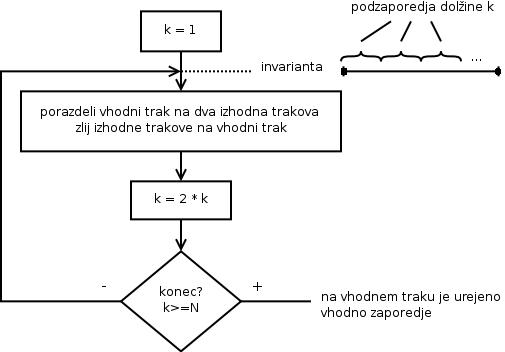 podzaporedja dolžine k
k = 1
...
invarianta
porazdeli vhodni trak na dva izhodna trakova
zlij izhodne trakove na vhodni trak
k = 2 * k
- 
+
konec?
k>=N
na vhodnem traku je urejeno
vhodno zaporedje